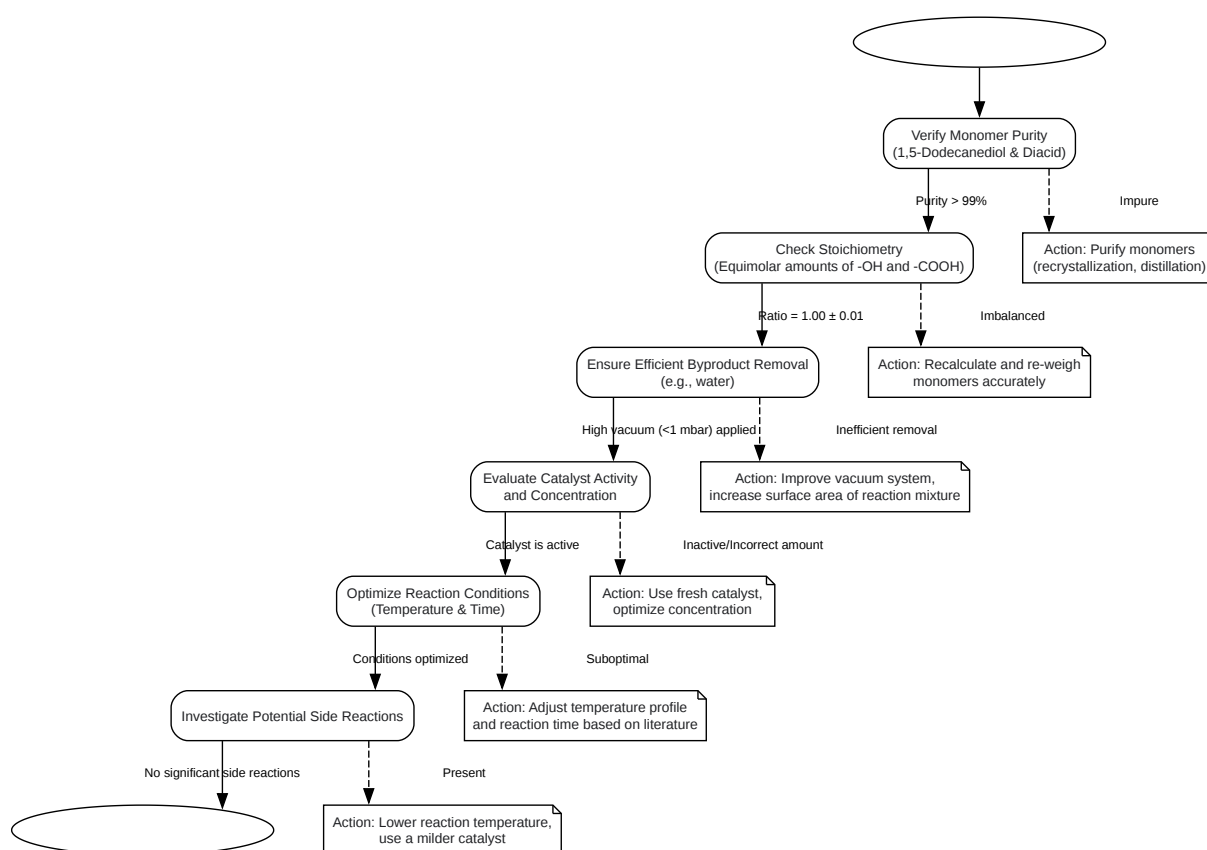 Verify Monomer Purity
(1,5-Dodecanediol & Diacid)
Purity > 99%
Impure
Check Stoichiometry
(Equimolar amounts of -OH and -COOH)
Action: Purify monomers
(recrystallization, distillation)
Ratio = 1.00 ± 0.01
Imbalanced
Ensure Efficient Byproduct Removal
(e.g., water)
Action: Recalculate and re-weigh
monomers accurately
High vacuum (<1 mbar) applied
Inefficient removal
Evaluate Catalyst Activity
and Concentration
Action: Improve vacuum system,
increase surface area of reaction mixture
Catalyst is active
Inactive/Incorrect amount
Optimize Reaction Conditions
(Temperature & Time)
Action: Use fresh catalyst,
optimize concentration
Conditions optimized
Suboptimal
Investigate Potential Side Reactions
Action: Adjust temperature profile
and reaction time based on literature
No significant side reactions
Present
Action: Lower reaction temperature,
use a milder catalyst